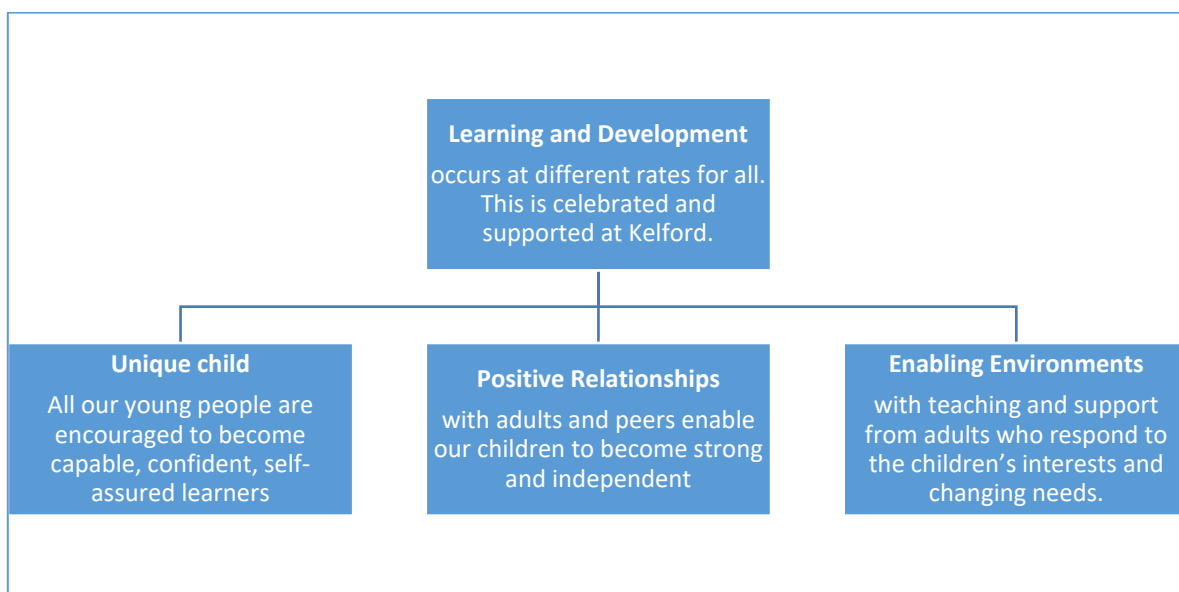 Learning and Development
occurs at different rates for all.
This is celebrated and
supported at Kelford.
Unique child
All our young people are
encouraged to become
capable, confident, self-
assured learners
Positive Relationships
with adults and peers enable
our children to become strong
and independent
Enabling Environments
with teaching and support
from adults who respond to
the children’s interests and
changing needs.